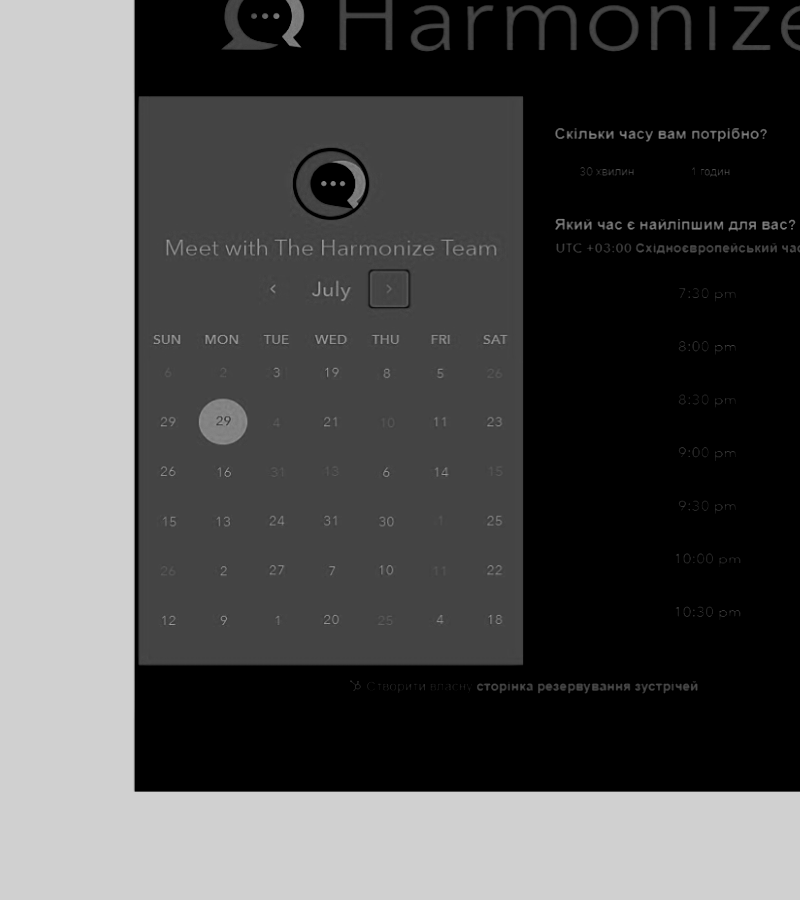 Harmonize
Meet with The Harmonize Team
July
SUN MON TUE WED THU FRI SAT
6 2 3 19 8 5 26
29 29 4 21 10 11 23
26 16 31 13 6 14 15
15 13 24 31 30 1 25
26 2 27 7 10 11 22
12 9 1 20 25 4 18
Скільки часу вам потрібно?
30 хвилин 1 годин
Який час є найліпшим для вас?
UTC +03:00 Східноєвропейський
7:30 pm
8:00 pm
8:30 pm
9:00 pm
9:30 pm
10:00 pm
10:30 pm
Створити власну сторінка резервування зустрічей